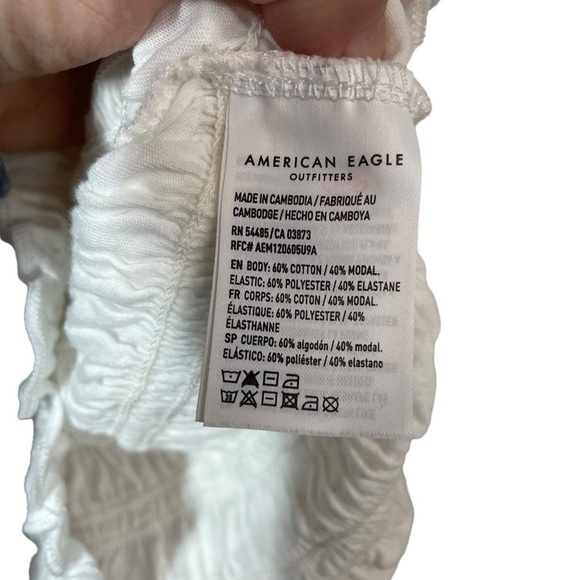 AMERICAN EAGLE
OUTFITTERS
MADE IN CAMBODIA / FABRIQUÉ AU
CAMBODGE / HECHO EN CAMBOYA
RN 54485/CA 03873
RFC# AEM120605U9A
EN BODY: 60% COTTON / 40% MODAL.
ELASTIC: 60% POLYESTER / 40% ELASTANE
FR CORPS: 60% COTON / 40% MODAL.
ÉLASTIQUE: 60% POLYESTER / 40%
ÉLASTHANNE
SP CUERPO: 60% algodón / 40% modal.
ELÁSTICO: 60% poliéster / 40% elastano